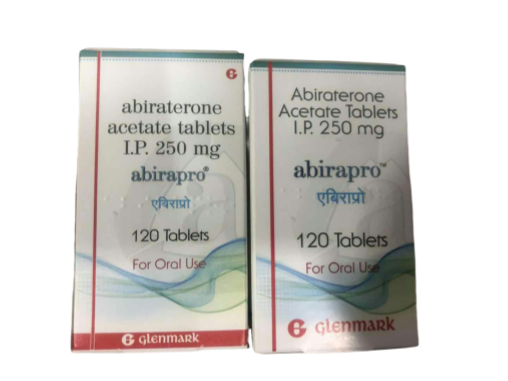 abiraterone
acetate tablets
I.P. 250 mg
abirapro®
एबिराप्रो
120 Tablets
For Oral Use
G glenmark
Abiraterone
Acetate Tablets
I.P. 250 mg
abirapro™
एबिराप्रो
120 Tablets
For Oral Use
G glenmark